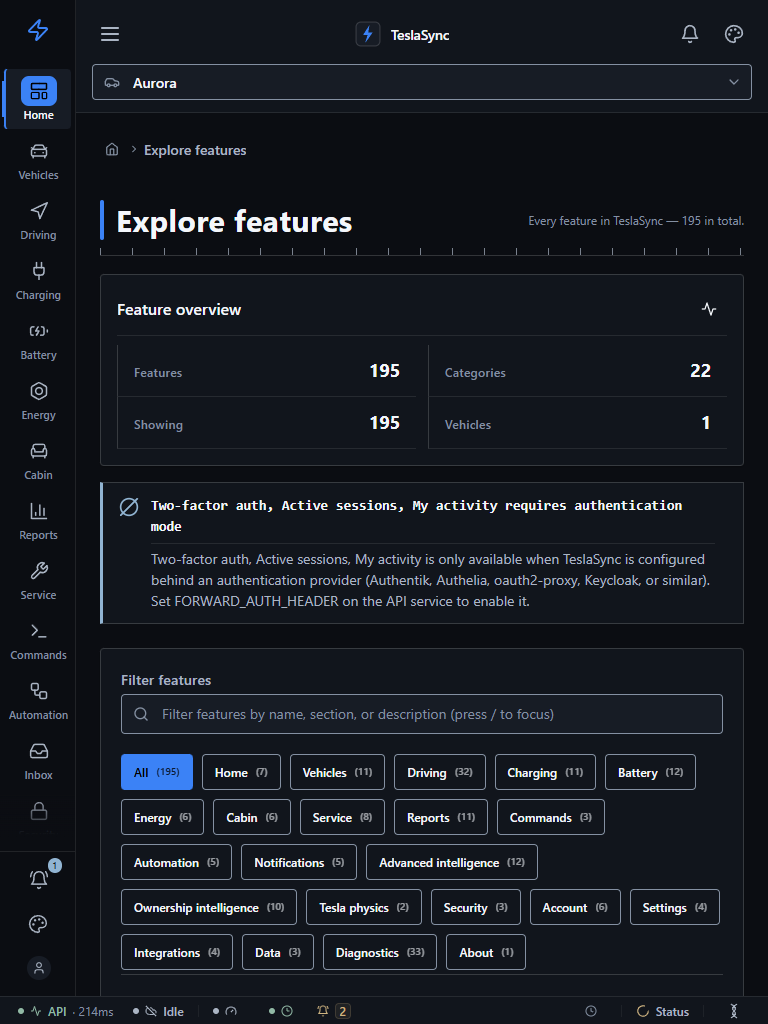 TeslaSync
Aurora
Home
Vehicles
Driving
Charging
Battery
Energy
Cabin
Reports
Service
Commands
Automation
Inbox
1
Explore features
Explore features
Every feature in TeslaSync — 195 in total.
Feature overview
Features 195
Categories 22
Showing 195
Vehicles 1
Two-factor auth, Active sessions, My activity requires authentication
mode
Two-factor auth, Active sessions, My activity is only available when TeslaSync is configured
behind an authentication provider (Authentik, Authelia, oauth2-proxy, Keycloak, or similar).
Set FORWARD_AUTH_HEADER on the API service to enable it.
Filter features
Filter features by name, section, or description (press / to focus)
All (195) Home (7) Vehicles (11) Driving (32) Charging (11) Battery (12)
Energy (6) Cabin (6) Service (8) Reports (11) Commands (3)
Automation (5) Notifications (5) Advanced intelligence (12)
Ownership intelligence (10) Tesla physics (2) Security (3) Account (6) Settings (4)
Integrations (4) Data (3) Diagnostics (33) About (1)
API · 214ms Idle 2 Status